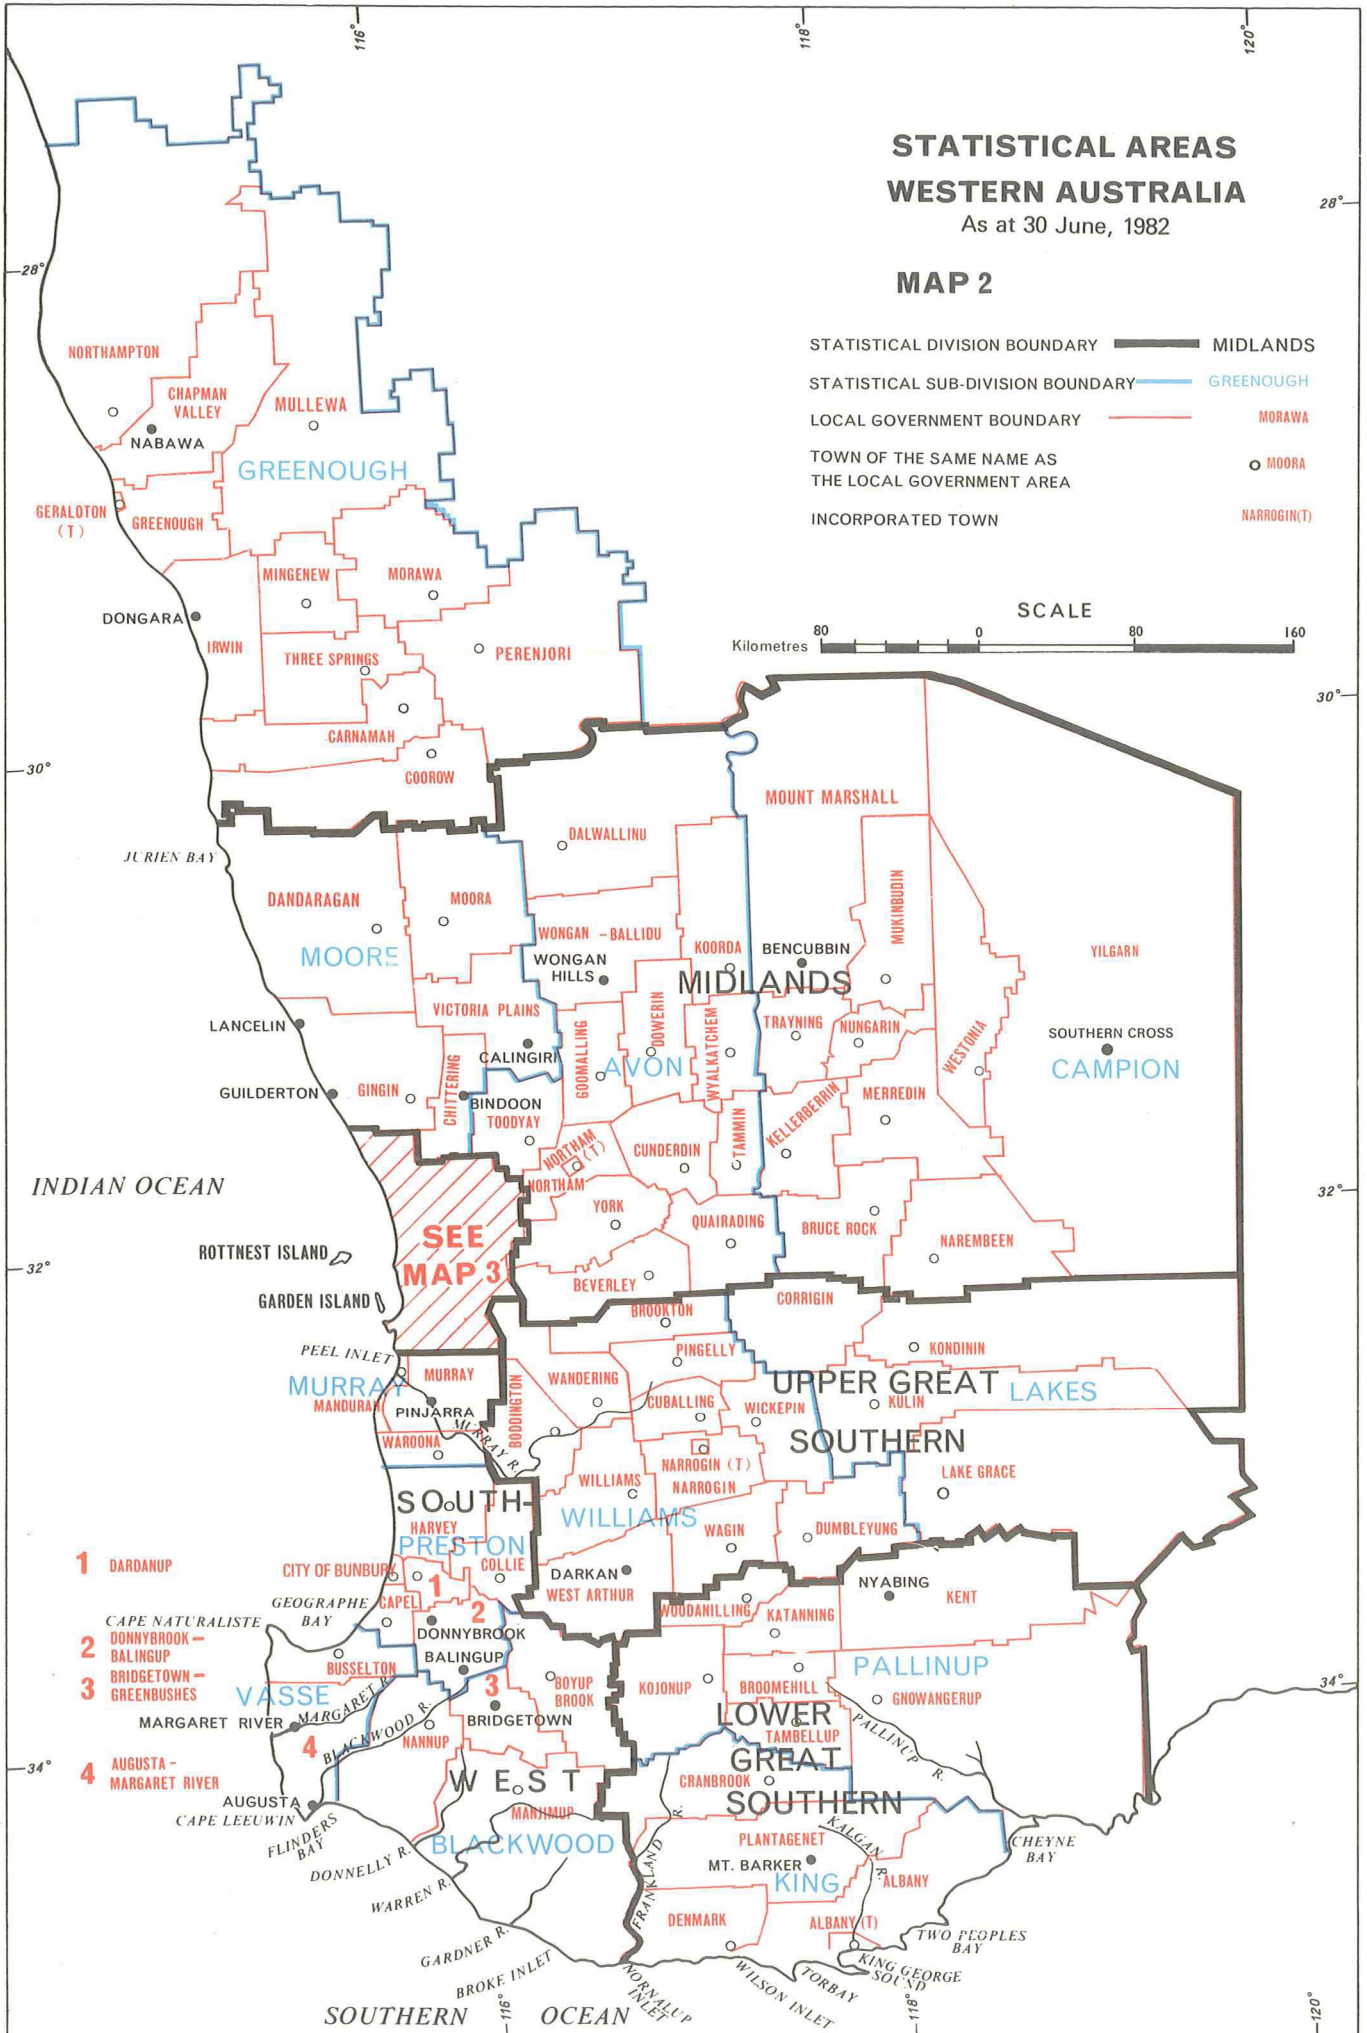 116°
118°
120°
STATISTICAL AREAS
WESTERN AUSTRALIA
As at 30 June, 1982
MAP 2
STATISTICAL DIVISION BOUNDARY
MIDLANDS
STATISTICAL SUB-DIVISION BOUNDARY
GREENOUGH
LOCAL GOVERNMENT BOUNDARY
MORAWA
TOWN OF THE SAME NAME AS
THE LOCAL GOVERNMENT AREA
MOORA
INCORPORATED TOWN
NARROGIN(T)
SCALE
Kilometres
80
0
80
160
28°
28°
30°
30°
32°
32°
34°
34°
NORTHAMPTON
CHAPMAN
VALLEY
MULLEWA
NABAWA
GREENOUGH
GERALDTON
(T)
GREENOUGH
MINGENEW
MORAWA
DONGARA
IRWIN
THREE SPRINGS
PERENJORI
CARNAMAH
COOROW
MOUNT MARSHALL
DALWALLINU
JURIEN BAY
DANDARAGAN
MOORA
MUKINBUDIN
WONGAN - BALLIDU
KOORDA
BENCUBBIN
YILGARN
MOORE
WONGAN
HILLS
MIDLANDS
VICTORIA PLAINS
DOWERIN
WYALKATCHEM
TRAYNING
NUNGARIN
WESTONIA
LANCELIN
CALINGIRI
GOOMALLING
AVON
SOUTHERN CROSS
CAMPION
GUILDERTON
GINGIN
CHITTERING
BINDOON
TOODYAY
KELLERBERRIN
MERREDIN
NORTHAM
(T)
CUNDERDIN
TAMMIN
INDIAN OCEAN
NORTHAM
YORK
QUAIRADING
BRUCE ROCK
NAREMBEEN
SEE
MAP 3
ROTTNEST ISLAND
GARDEN ISLAND
BEVERLEY
BROOKTON
CORRIGIN
PEEL INLET
PINGELLY
KONDININ
MURRAY
MURRAY
MANDURAH
PINJARRA
BODDINGTON
WANDERING
CUBALLING
WICKEPIN
UPPER GREAT
SOUTHERN
KULIN
LAKES
MURRAY R.
WAROONA
NARROGIN (T)
NARROGIN
WILLIAMS
WILLIAMS
LAKE GRACE
SOUTH-
HARVEY
PRESTON
COLLIE
WAGIN
DUMBLEYUNG
1 DARDANUP
CITY OF BUNBURY
1
DARKAN
WEST ARTHUR
NYABING
KENT
GEOGRAPHE
BAY
CAPEL
2
WOODANILLING
KATANNING
CAPE NATURALISTE
DONNYBROOK
2 DONNYBROOK –
BALINGUP
BUSSELTON
BALINGUP
3 BRIDGETOWN –
GREENBUSHES
VASSE
3
BOYUP
BROOK
KOJONUP
BROOMEHILL
PALLINUP
GNOWANGERUP
MARGARET R.
MARGARET RIVER
BRIDGETOWN
LOWER
TAMBELLUP
PALLINUP R.
4
BLACKWOOD R.
NANNUP
GREAT
4 AUGUSTA –
MARGARET RIVER
WEST
CRANBROOK
SOUTHERN
AUGUSTA
CAPE LEEUWIN
MANJIMUP
FLINDERS
BAY
BLACKWOOD
PLANTAGENET
KALGAN R.
CHEYNE
BAY
DONNELLY R.
MT. BARKER
KING
ALBANY
WARREN R.
FRANKLAND R.
DENMARK
ALBANY (T)
TWO PEOPLES
BAY
GARDNER R.
BROKE INLET
NORNALUP
INLET
WILSON INLET
TORBAY
KING GEORGE
SOUND
SOUTHERN OCEAN
116°
118°
120°